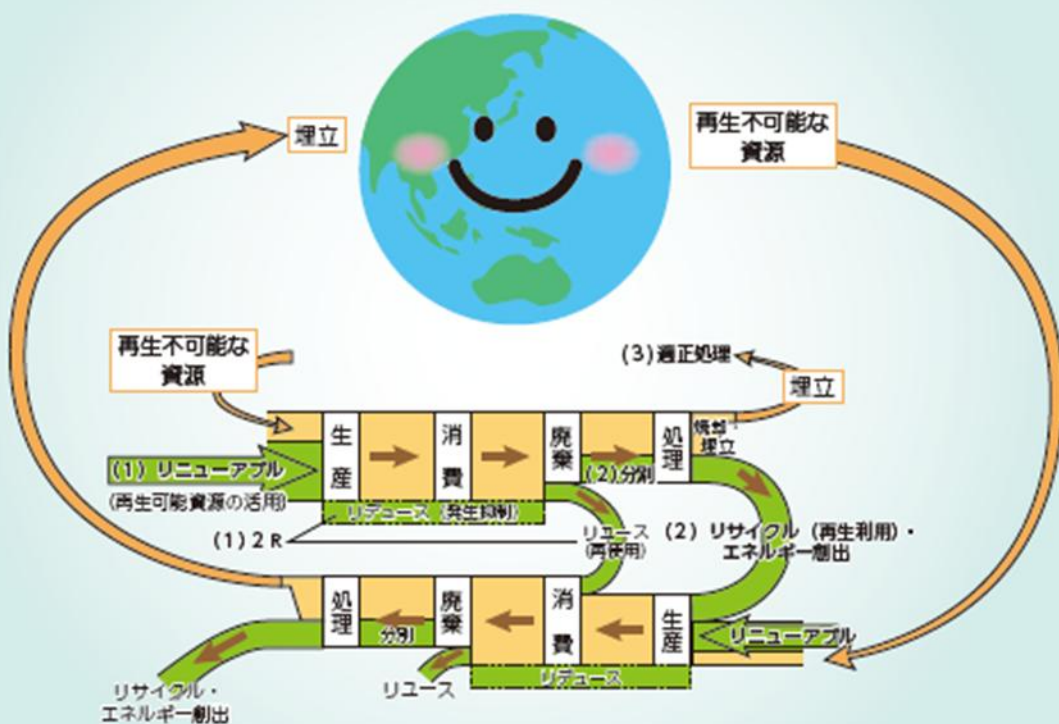 埋立
再生不可能な
資源
再生不可能な
資源
(3)適正処理
埋立
生産
消費
廃棄
処理
焼却・
埋立
(1) リニューアブル
(再生可能資源の活用)
(2)分別
リデュース (発生抑制)
(1) 2 R
リユース
(再使用)
(2) リサイクル (再生利用)・
エネルギー創出
処理
分別
廃棄
消費
生産
リニューアブル
リデュース
リユース
リサイクル・
エネルギー創出